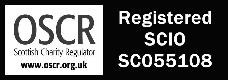 OSCR
Scottish Charity Regulator
www.oscr.org.uk
Registered
SCIO
SC055108